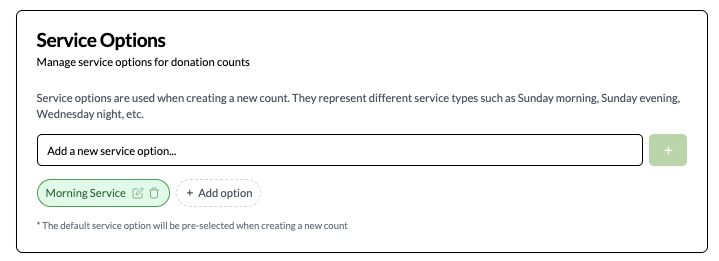 Service Options
Manage service options for donation counts
Service options are used when creating a new count. They represent different service types such as Sunday morning, Sunday evening,
Wednesday night, etc.
Add a new service option...
+
Morning Service
+ Add option
* The default service option will be pre-selected when creating a new count